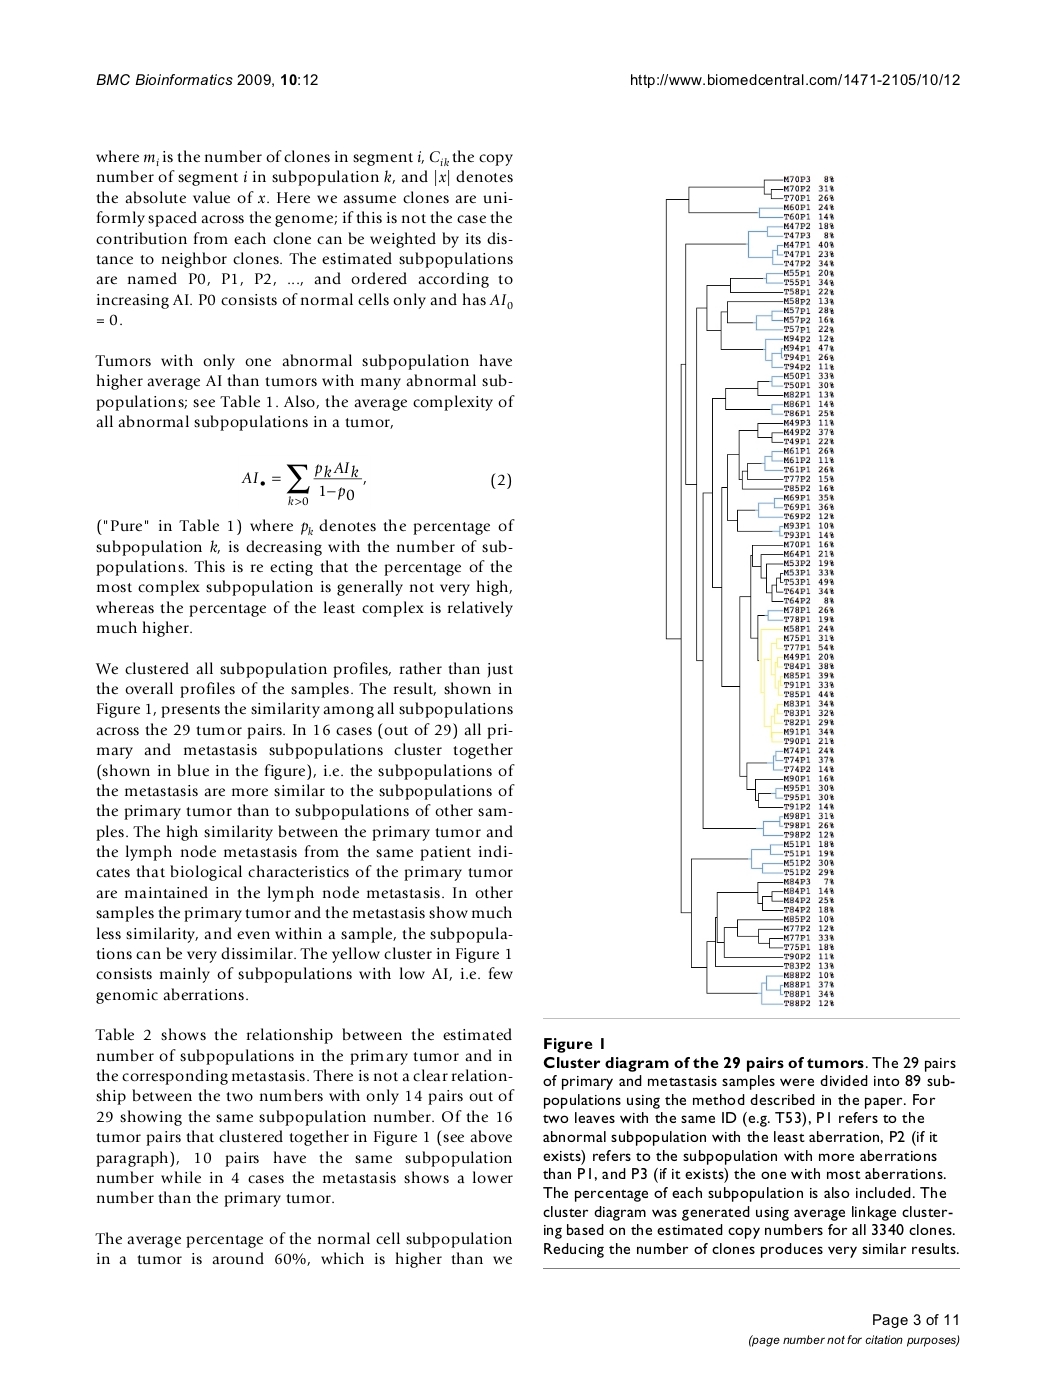 BMC Bioinformatics 2009, 10:12
http://www.biomedcentral.com/1471-2105/10/12
where mi is the number of clones in segment i, Cik the copy
number of segment i in subpopulation k, and |x| denotes
the absolute value of x. Here we assume clones are uni-
formly spaced across the genome; if this is not the case the
contribution from each clone can be weighted by its dis-
tance to neighbor clones. The estimated subpopulations
are named P0, P1, P2, ..., and ordered according to
increasing AI. P0 consists of normal cells only and has AI0
= 0.
Tumors with only one abnormal subpopulation have
higher average AI than tumors with many abnormal sub-
populations; see Table 1. Also, the average complexity of
all abnormal subpopulations in a tumor,
AI• = ∑k>0 pkAIk / 1−p0, (2)
("Pure" in Table 1) where pk denotes the percentage of
subpopulation k, is decreasing with the number of sub-
populations. This is re ecting that the percentage of the
most complex subpopulation is generally not very high,
whereas the percentage of the least complex is relatively
much higher.
We clustered all subpopulation profiles, rather than just
the overall profiles of the samples. The result, shown in
Figure 1, presents the similarity among all subpopulations
across the 29 tumor pairs. In 16 cases (out of 29) all pri-
mary and metastasis subpopulations cluster together
(shown in blue in the figure), i.e. the subpopulations of
the metastasis are more similar to the subpopulations of
the primary tumor than to subpopulations of other sam-
ples. The high similarity between the primary tumor and
the lymph node metastasis from the same patient indi-
cates that biological characteristics of the primary tumor
are maintained in the lymph node metastasis. In other
samples the primary tumor and the metastasis show much
less similarity, and even within a sample, the subpopula-
tions can be very dissimilar. The yellow cluster in Figure 1
consists mainly of subpopulations with low AI, i.e. few
genomic aberrations.
Table 2 shows the relationship between the estimated
number of subpopulations in the primary tumor and in
the corresponding metastasis. There is not a clear relation-
ship between the two numbers with only 14 pairs out of
29 showing the same subpopulation number. Of the 16
tumor pairs that clustered together in Figure 1 (see above
paragraph), 10 pairs have the same subpopulation
number while in 4 cases the metastasis shows a lower
number than the primary tumor.
The average percentage of the normal cell subpopulation
in a tumor is around 60%, which is higher than we
M70P3 8%
M70P2 31%
T70P1 26%
M60P1 24%
T60P1 14%
M47P2 18%
T47P3 8%
M47P1 40%
T47P1 23%
T47P2 34%
M55P1 20%
T55P1 34%
T58P1 22%
M58P2 13%
M57P1 28%
M57P2 16%
T57P1 22%
M94P2 12%
M94P1 47%
T94P1 26%
T94P2 11%
M50P1 33%
T50P1 30%
M82P1 13%
M86P1 14%
T86P1 25%
M49P3 11%
M49P2 37%
T49P1 22%
M61P1 26%
M61P2 11%
T61P1 26%
T77P2 15%
T85P2 16%
M69P1 35%
T69P1 36%
T69P2 12%
M93P1 10%
T93P1 14%
M70P1 16%
M64P1 21%
M53P2 19%
M53P1 33%
T53P1 49%
T64P1 34%
T64P2 8%
M78P1 26%
T78P1 19%
M58P1 24%
M75P1 31%
T77P1 54%
M49P1 20%
T84P1 38%
M85P1 39%
T91P1 33%
T85P1 44%
M83P1 34%
T83P1 32%
T82P1 29%
M91P1 34%
T90P1 21%
M74P1 24%
T74P1 37%
T74P2 14%
M90P1 16%
M95P1 30%
T95P1 30%
T91P2 14%
M98P1 31%
T98P1 26%
T98P2 12%
M51P1 18%
T51P1 19%
M51P2 30%
T51P2 29%
M84P3 7%
M84P1 14%
M84P2 25%
T84P2 18%
M85P2 10%
M77P2 12%
M77P1 33%
T75P1 18%
T90P2 11%
T83P2 13%
M88P2 10%
M88P1 37%
T88P1 34%
T88P2 12%
Figure 1
Cluster diagram of the 29 pairs of tumors. The 29 pairs
of primary and metastasis samples were divided into 89 sub-
populations using the method described in the paper. For
two leaves with the same ID (e.g. T53), P1 refers to the
abnormal subpopulation with the least aberration, P2 (if it
exists) refers to the subpopulation with more aberrations
than P1, and P3 (if it exists) the one with most aberrations.
The percentage of each subpopulation is also included. The
cluster diagram was generated using average linkage cluster-
ing based on the estimated copy numbers for all 3340 clones.
Reducing the number of clones produces very similar results.
Page 3 of 11
(page number not for citation purposes)